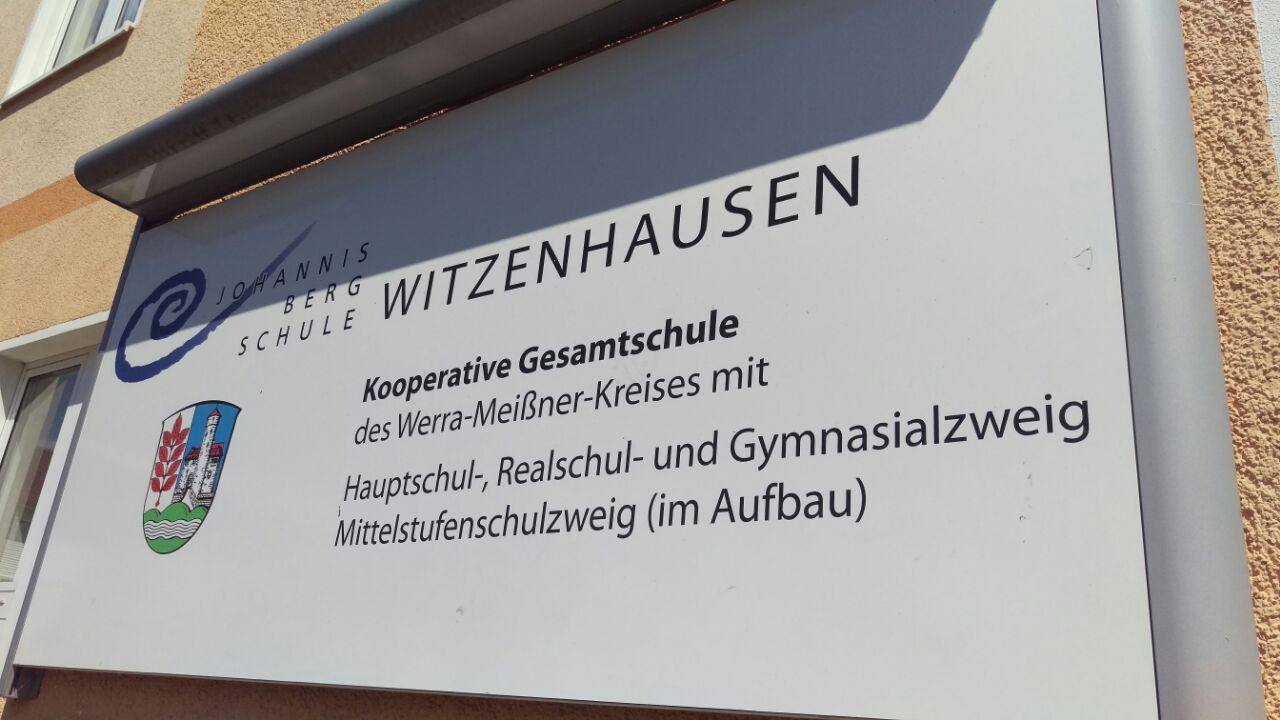 JOHANNIS
BERG
SCHULE
WITZENHAUSEN
Kooperative Gesamtschule
des Werra-Meißner-Kreises mit
Hauptschul-, Realschul- und Gymnasialzweig
Mittelstufenschulzweig (im Aufbau)